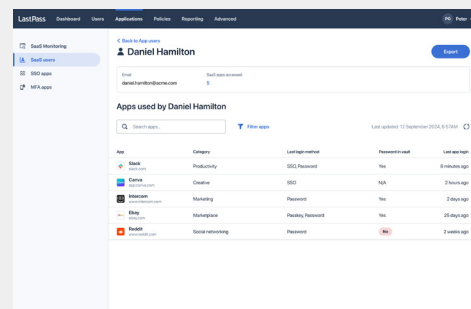 LastPass Dashboard Users Applications Policies Reporting Advanced PE Peter
SaaS Monitoring
SaaS users
SSO apps
MFA apps
Back to App users
Daniel Hamilton
Export
Email SaaS apps accessed
daniel.hamilton@acme.com 5
Apps used by Daniel Hamilton
Search apps.. Filter apps Last updated: 12 September 2024, 6:57AM
App Category Last login method Password in vault Last app login
Slack Productivity SSO, Password Yes 8 minutes ago
slack.com
Canva Creative SSO N/A 2 hours ago
app.canva.com
Intercom Marketing Password Yes 3 days ago
www.intercom.com
Ebay Marketplace Passkey, Password Yes 25 days ago
ebay.com
Reddit Social networking Password No 2 weeks ago
www.reddit.com